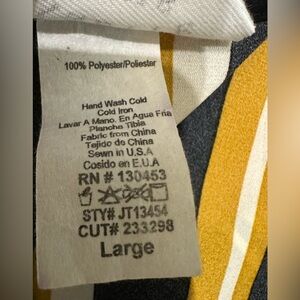 100% Polyester/Poliester
Hand Wash Cold
Cold Iron
Lavar A Mano. En Agua Fria
Plancha Tibia
Fabric from China
Tejido de China
Sewn in U.S.A
Cosido en E.U.A
RN # 130453
STY# JT13454
CUT# 233298
Large